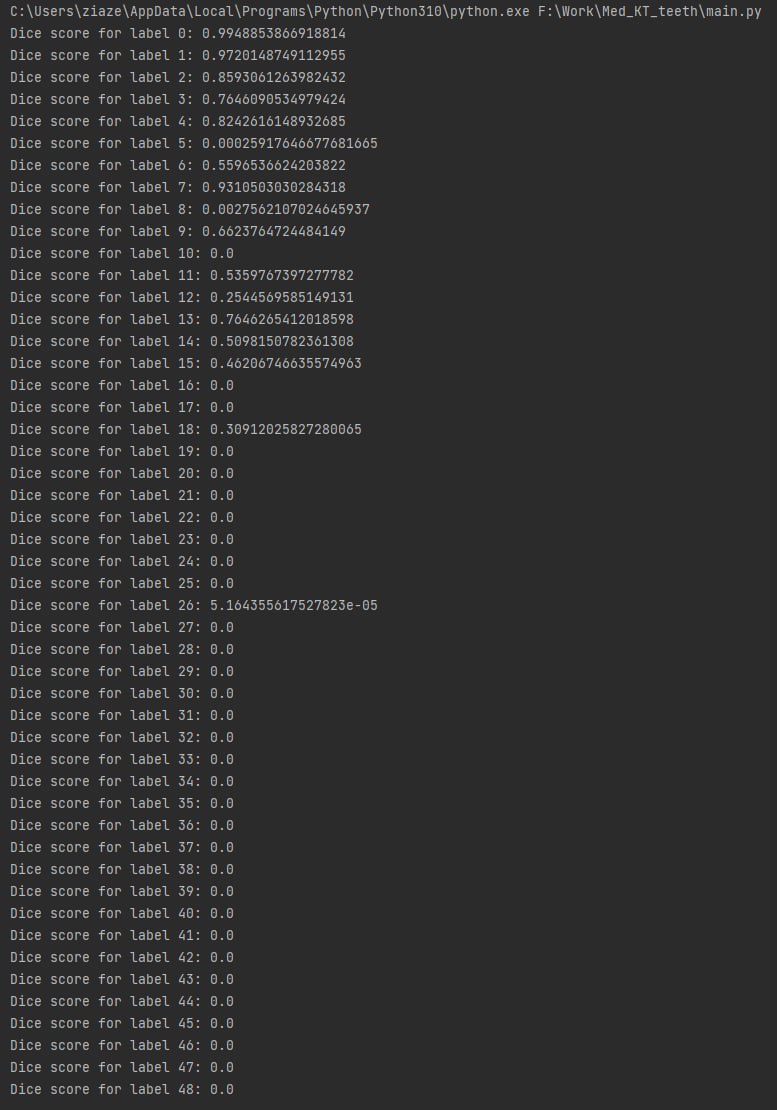 C:\Users\ziaze\AppData\Local\Programs\Python\Python310\python.exe F:\Work\Med_KT_teeth\main.py
Dice score for label 0: 0.9948853866918814
Dice score for label 1: 0.9720148749112955
Dice score for label 2: 0.8593061263982432
Dice score for label 3: 0.7646090534979424
Dice score for label 4: 0.8242616148932685
Dice score for label 5: 0.00025917646677681665
Dice score for label 6: 0.5596536624203822
Dice score for label 7: 0.9310503030284318
Dice score for label 8: 0.0027562107024645937
Dice score for label 9: 0.6623764724484149
Dice score for label 10: 0.0
Dice score for label 11: 0.5359767397277782
Dice score for label 12: 0.2544569585149131
Dice score for label 13: 0.7646265412018598
Dice score for label 14: 0.5098150782361308
Dice score for label 15: 0.46206746635574963
Dice score for label 16: 0.0
Dice score for label 17: 0.0
Dice score for label 18: 0.30912025827280065
Dice score for label 19: 0.0
Dice score for label 20: 0.0
Dice score for label 21: 0.0
Dice score for label 22: 0.0
Dice score for label 23: 0.0
Dice score for label 24: 0.0
Dice score for label 25: 0.0
Dice score for label 26: 5.164355617527823e-05
Dice score for label 27: 0.0
Dice score for label 28: 0.0
Dice score for label 29: 0.0
Dice score for label 30: 0.0
Dice score for label 31: 0.0
Dice score for label 32: 0.0
Dice score for label 33: 0.0
Dice score for label 34: 0.0
Dice score for label 35: 0.0
Dice score for label 36: 0.0
Dice score for label 37: 0.0
Dice score for label 38: 0.0
Dice score for label 39: 0.0
Dice score for label 40: 0.0
Dice score for label 41: 0.0
Dice score for label 42: 0.0
Dice score for label 43: 0.0
Dice score for label 44: 0.0
Dice score for label 45: 0.0
Dice score for label 46: 0.0
Dice score for label 47: 0.0
Dice score for label 48: 0.0